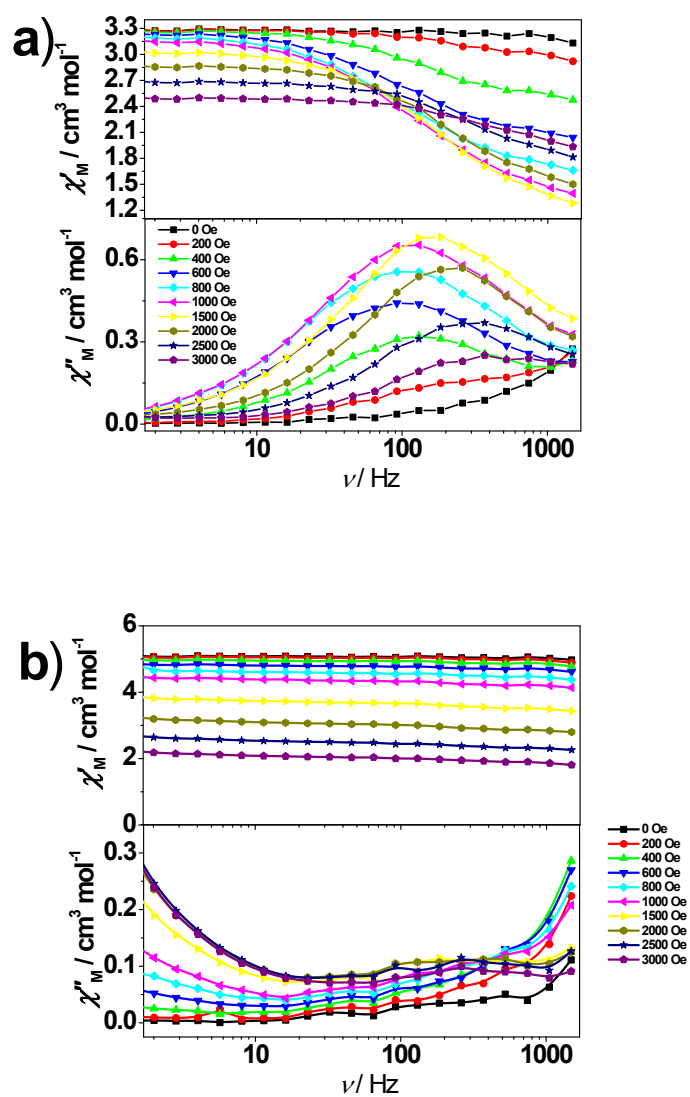 a)
χ'M / cm³ mol⁻¹
3.3
3.0
2.7
2.4
2.1
1.8
1.5
1.2
χ''M / cm³ mol⁻¹
0.6
0.3
0.0
0 Oe
200 Oe
400 Oe
600 Oe
800 Oe
1000 Oe
1500 Oe
2000 Oe
2500 Oe
3000 Oe
10 100 1000
ν / Hz
b)
χ'M / cm³ mol⁻¹
6
4
2
0
χ''M / cm³ mol⁻¹
0.3
0.2
0.1
0.0
0 Oe
200 Oe
400 Oe
600 Oe
800 Oe
1000 Oe
1500 Oe
2000 Oe
2500 Oe
3000 Oe
10 100 1000
ν / Hz